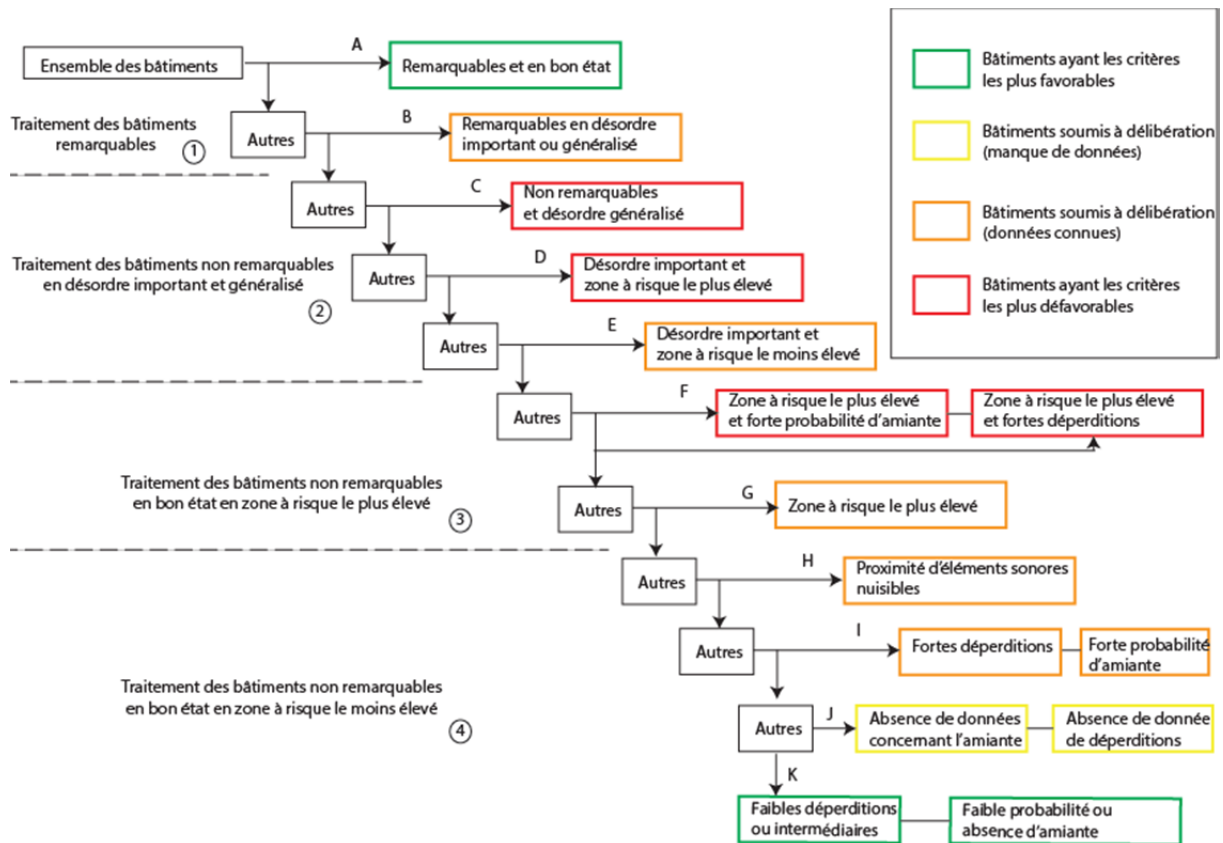 A
Ensemble des bâtiments
Remarquables et en bon état
Traitement des bâtiments
remarquables
1
Autres
B
Remarquables en désordre
important ou généralisé
Autres
C
Non remarquables
et désordre généralisé
Traitement des bâtiments non remarquables
en désordre important et généralisé
2
Autres
D
Désordre important et
zone à risque le plus élevé
Autres
E
Désordre important et
zone à risque le moins élevé
Autres
F
Zone à risque le plus élevé
et forte probabilité d'amiante
Zone à risque le plus élevé
et fortes déperditions
Traitement des bâtiments non remarquables
en bon état en zone à risque le plus élevé
3
Autres
G
Zone à risque le plus élevé
Autres
H
Proximité d'éléments sonores
nuisibles
Autres
I
Fortes déperditions
Forte probabilité
d'amiante
Traitement des bâtiments non remarquables
en bon état en zone à risque le moins élevé
4
Autres
J
Absence de données
concernant l'amiante
Absence de donnée
de déperditions
K
Faibles déperditions
ou intermédiaires
Faible probabilité ou
absence d'amiante
Bâtiments ayant les critères
les plus favorables
Bâtiments soumis à délibération
(manque de données)
Bâtiments soumis à délibération
(données connues)
Bâtiments ayant les critères
les plus défavorables